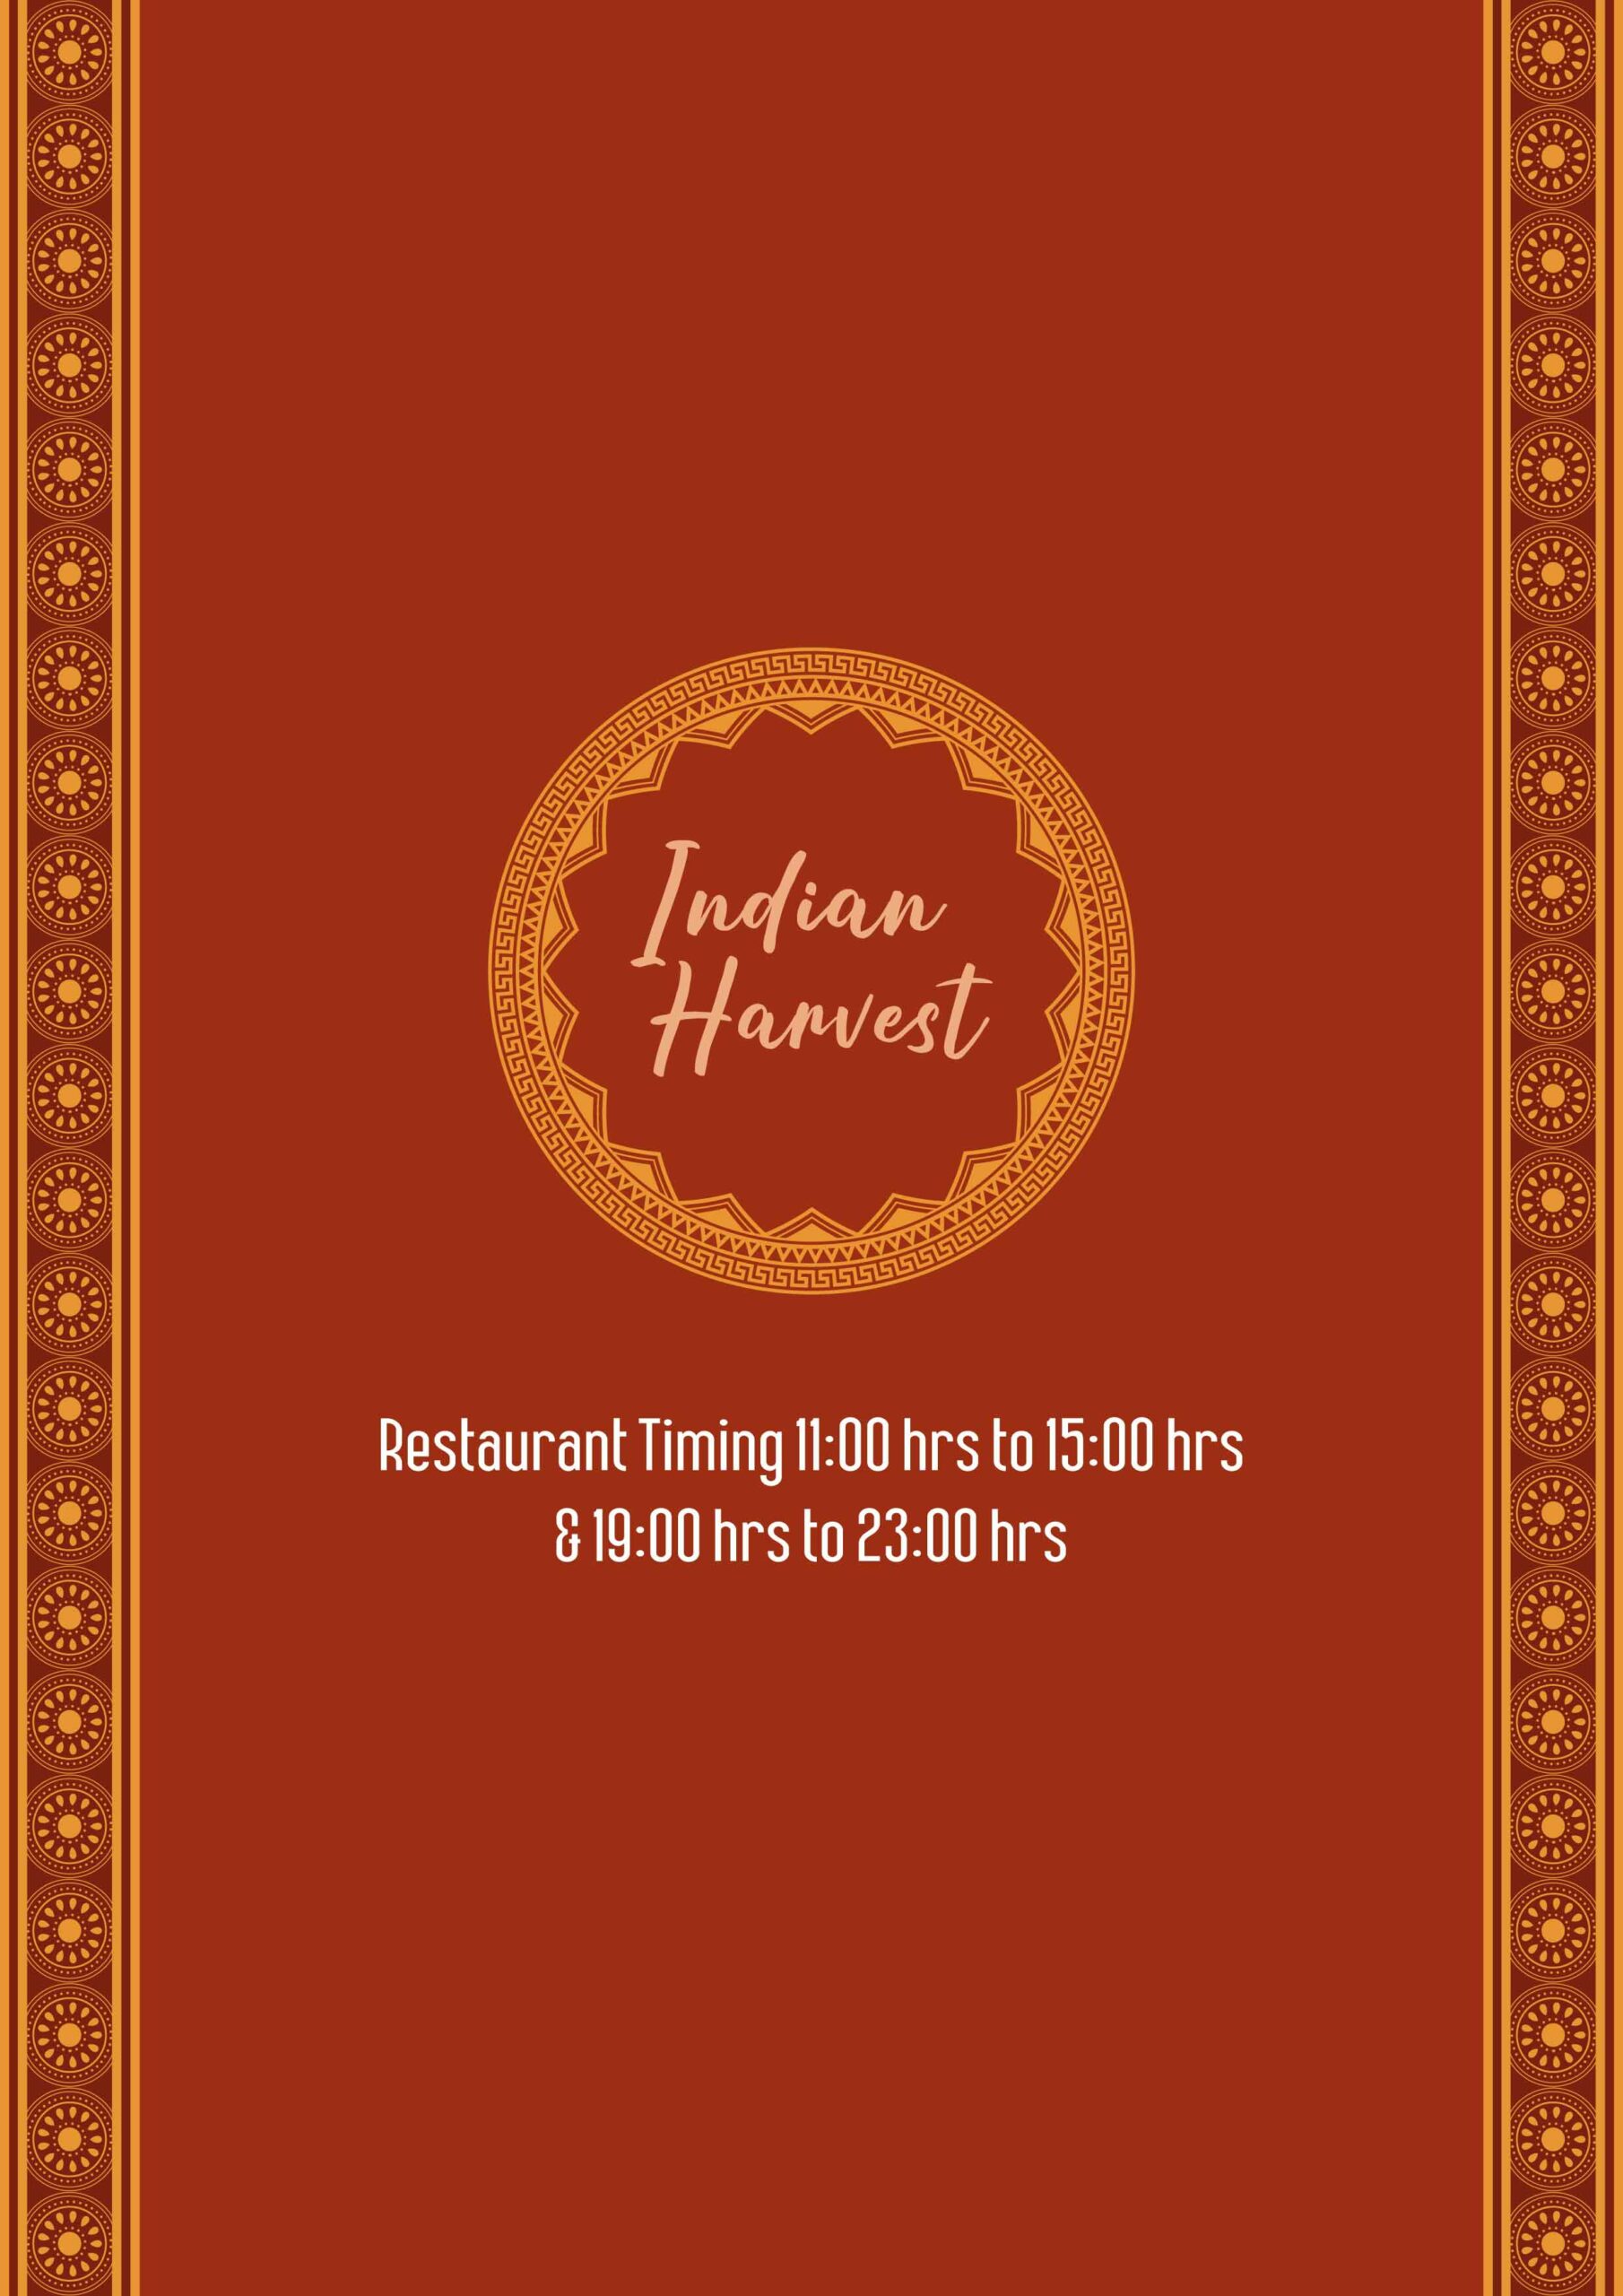 Indian
Harvest
Restaurant Timing 11:00 hrs to 15:00 hrs
& 19:00 hrs to 23:00 hrs